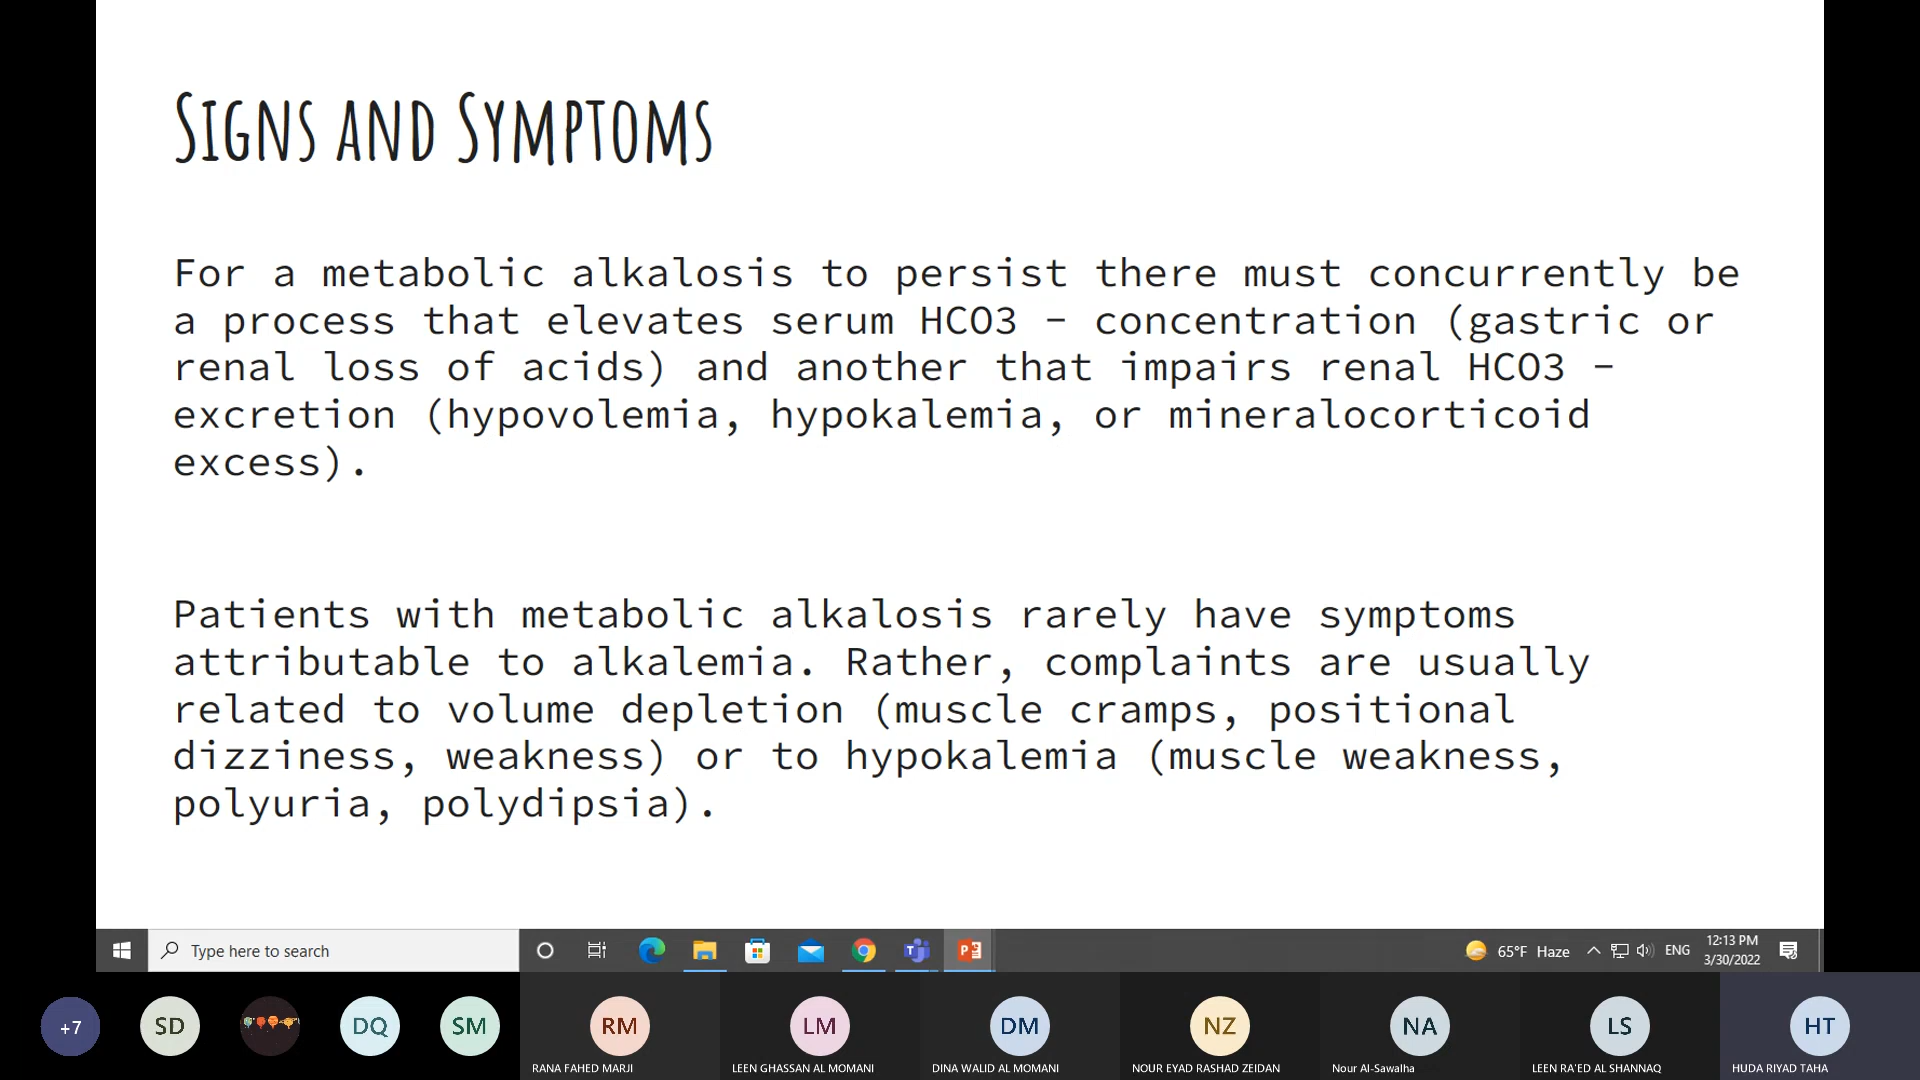 Signs and Symptoms
For a metabolic alkalosis to persist there must concurrently be
a process that elevates serum HCO3 - concentration (gastric or
renal loss of acids) and another that impairs renal HCO3 -
excretion (hypovolemia, hypokalemia, or mineralocorticoid
excess).
Patients with metabolic alkalosis rarely have symptoms
attributable to alkalemia. Rather, complaints are usually
related to volume depletion (muscle cramps, positional
dizziness, weakness) or to hypokalemia (muscle weakness,
polyuria, polydipsia).
Type here to search
65°F Haze
ENG
12:13 PM
3/30/2022
+7
SD
DQ
SM
RM
LM
DM
NZ
NA
LS
HT
RANA FAHED MARJI
LEEN GHASSAN AL MOMANI
DINA WALID AL MOMANI
NOUR EYAD RASHAD ZEIDAN
Nour Al-Sawalha
LEEN RA'ED AL SHANNAQ
HUDA RIYAD TAHA